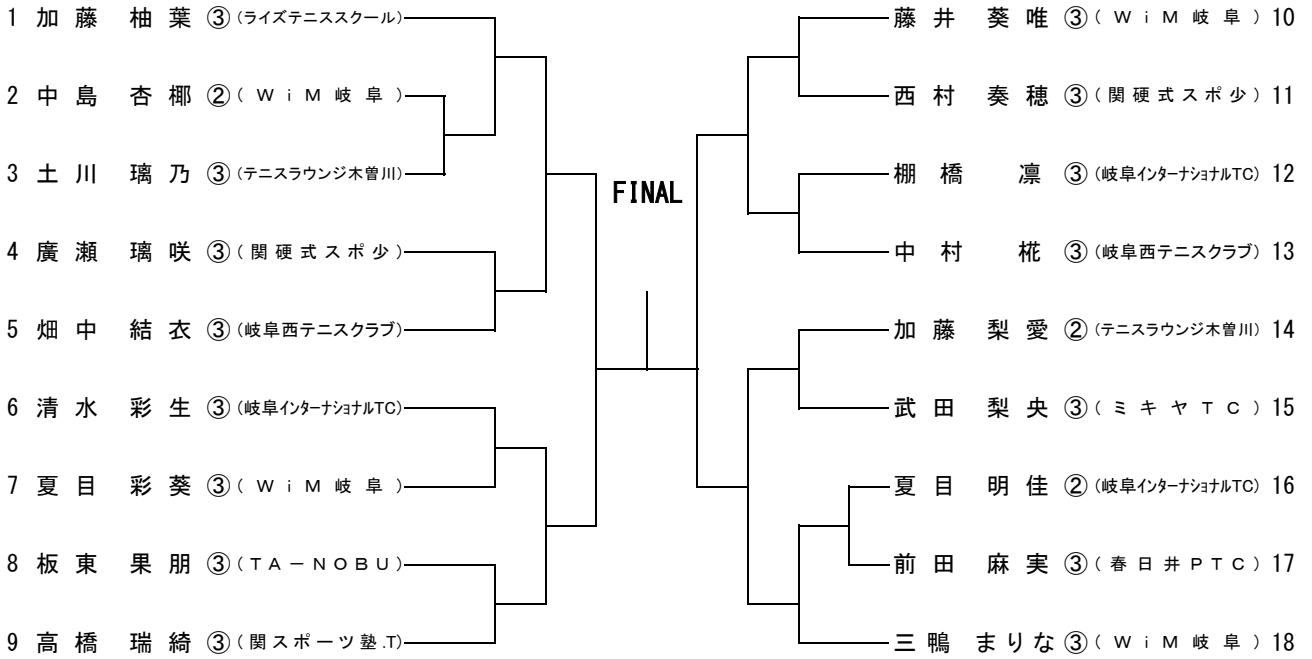 1 加藤 柚葉 ③(ライズテニススクール)
2 中島 杏椰 ②(WiM岐阜)
3 土川 璃乃 ③(テニスラウンジ木曽川)
4 廣瀬 璃咲 ③(関硬式スポ少)
5 畑中 結衣 ③(岐阜西テニスクラブ)
6 清水 彩生 ③(岐阜インターナショナルTC)
7 夏目 彩葵 ③(WiM岐阜)
8 板東 果朋 ③(TA-NOBU)
9 高橋 瑞綺 ③(関スポーツ塾.T)
FINAL
藤井 葵唯 ③(WiM岐阜) 10
西村 奏穂 ③(関硬式スポ少) 11
棚橋 凛 ③(岐阜インターナショナルTC) 12
中村 椛 ③(岐阜西テニスクラブ) 13
加藤 梨愛 ②(テニスラウンジ木曽川) 14
武田 梨央 ③(ミキヤTC) 15
夏目 明佳 ②(岐阜インターナショナルTC) 16
前田 麻実 ③(春日井PTC) 17
三鴨 まりな ③(WiM岐阜) 18